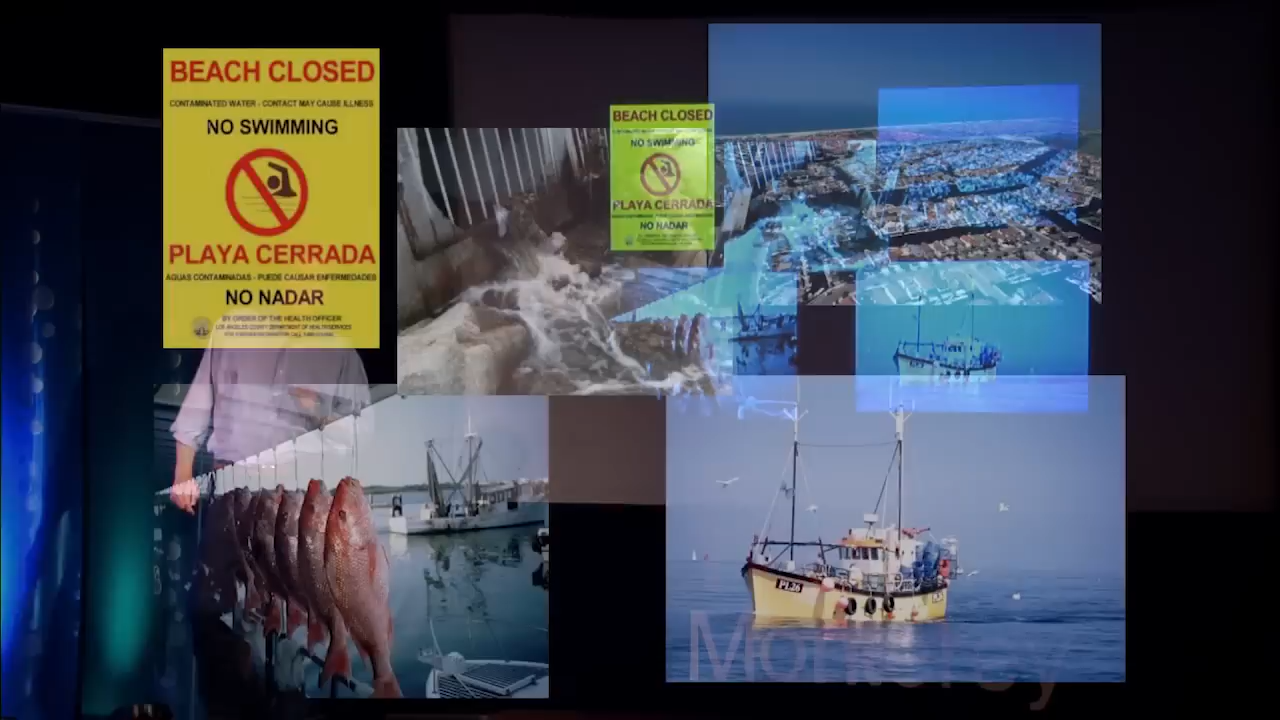 BEACH CLOSED
CONTAMINATED WATER - CONTACT MAY CAUSE ILLNESS
NO SWIMMING
PLAYA CERRADA
AGUAS CONTAMINADAS - PUEDE CAUSAR ENFERMEDADES
NO NADAR
BY ORDER OF THE HEALTH OFFICER
LOS ANGELES COUNTY DEPARTMENT OF HEALTH SERVICES
BEACH CLOSED
NO SWIMMING
PLAYA CERRADA
NO NADAR
PL26